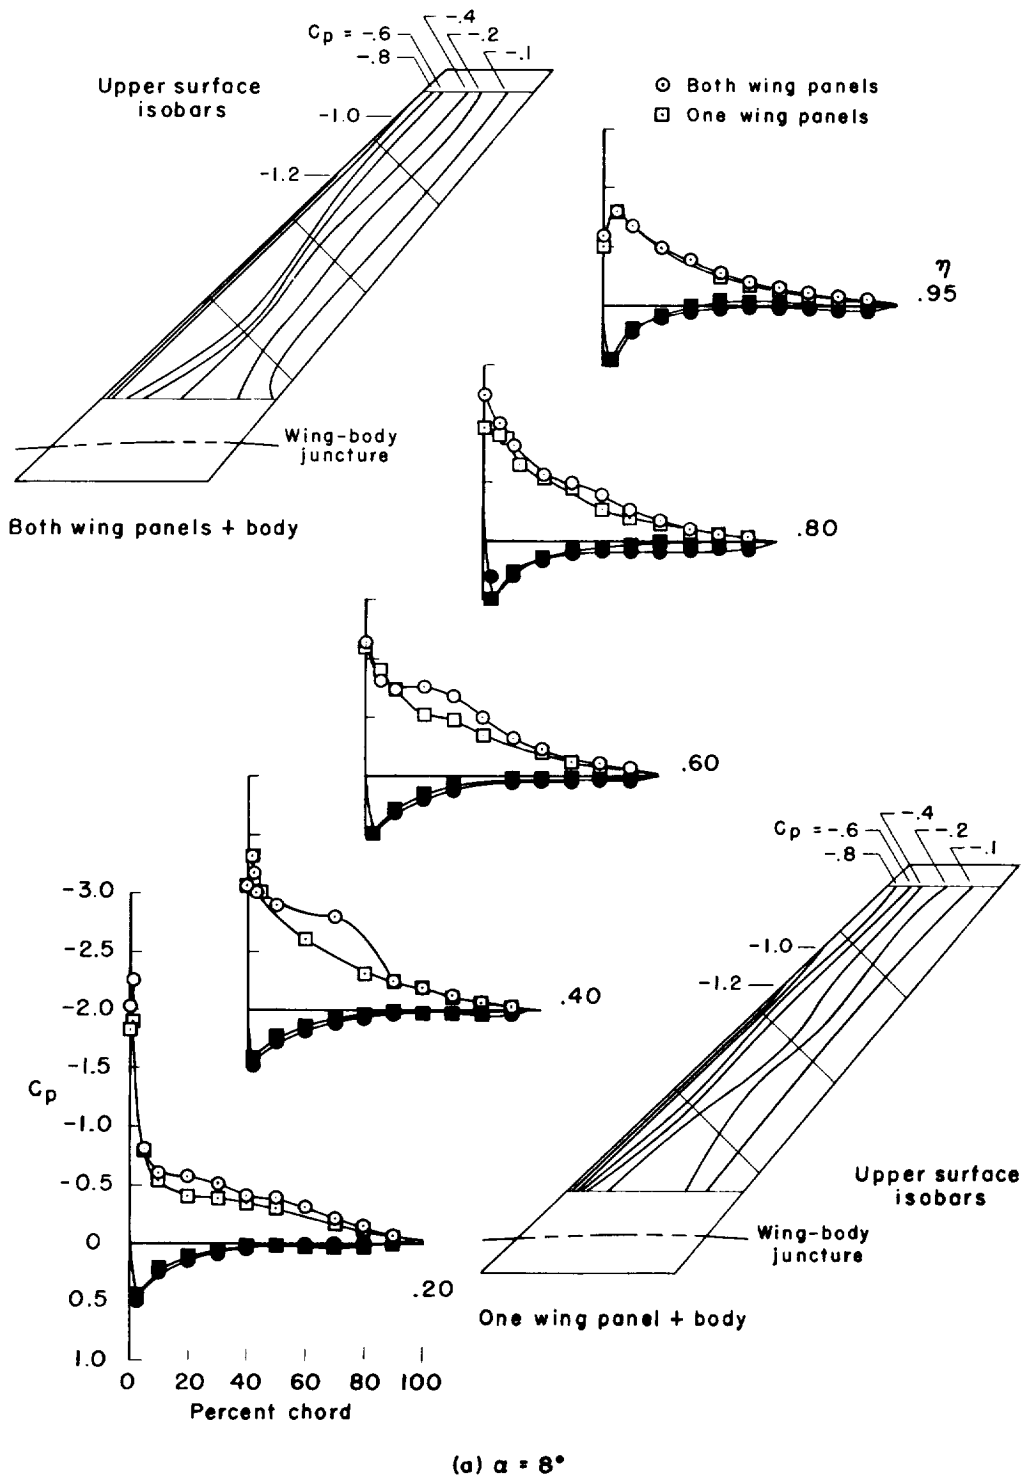 -.4
Cp = -.6
-.2
-.8
-.1
Upper surface
isobars
-1.0
-1.2
Both wing panels
One wing panels
η
.95
Wing-body
juncture
Both wing panels + body
.80
.60
-.4
Cp = -.6
-.2
-.8
-.1
-1.0
-1.2
.40
-3.0
-2.5
-2.0
-1.5
Cp
-1.0
-0.5
0
0.5
1.0
.20
Upper surface
isobars
Wing-body
juncture
One wing panel + body
0 20 40 60 80 100
Percent chord
(a) α = 8°